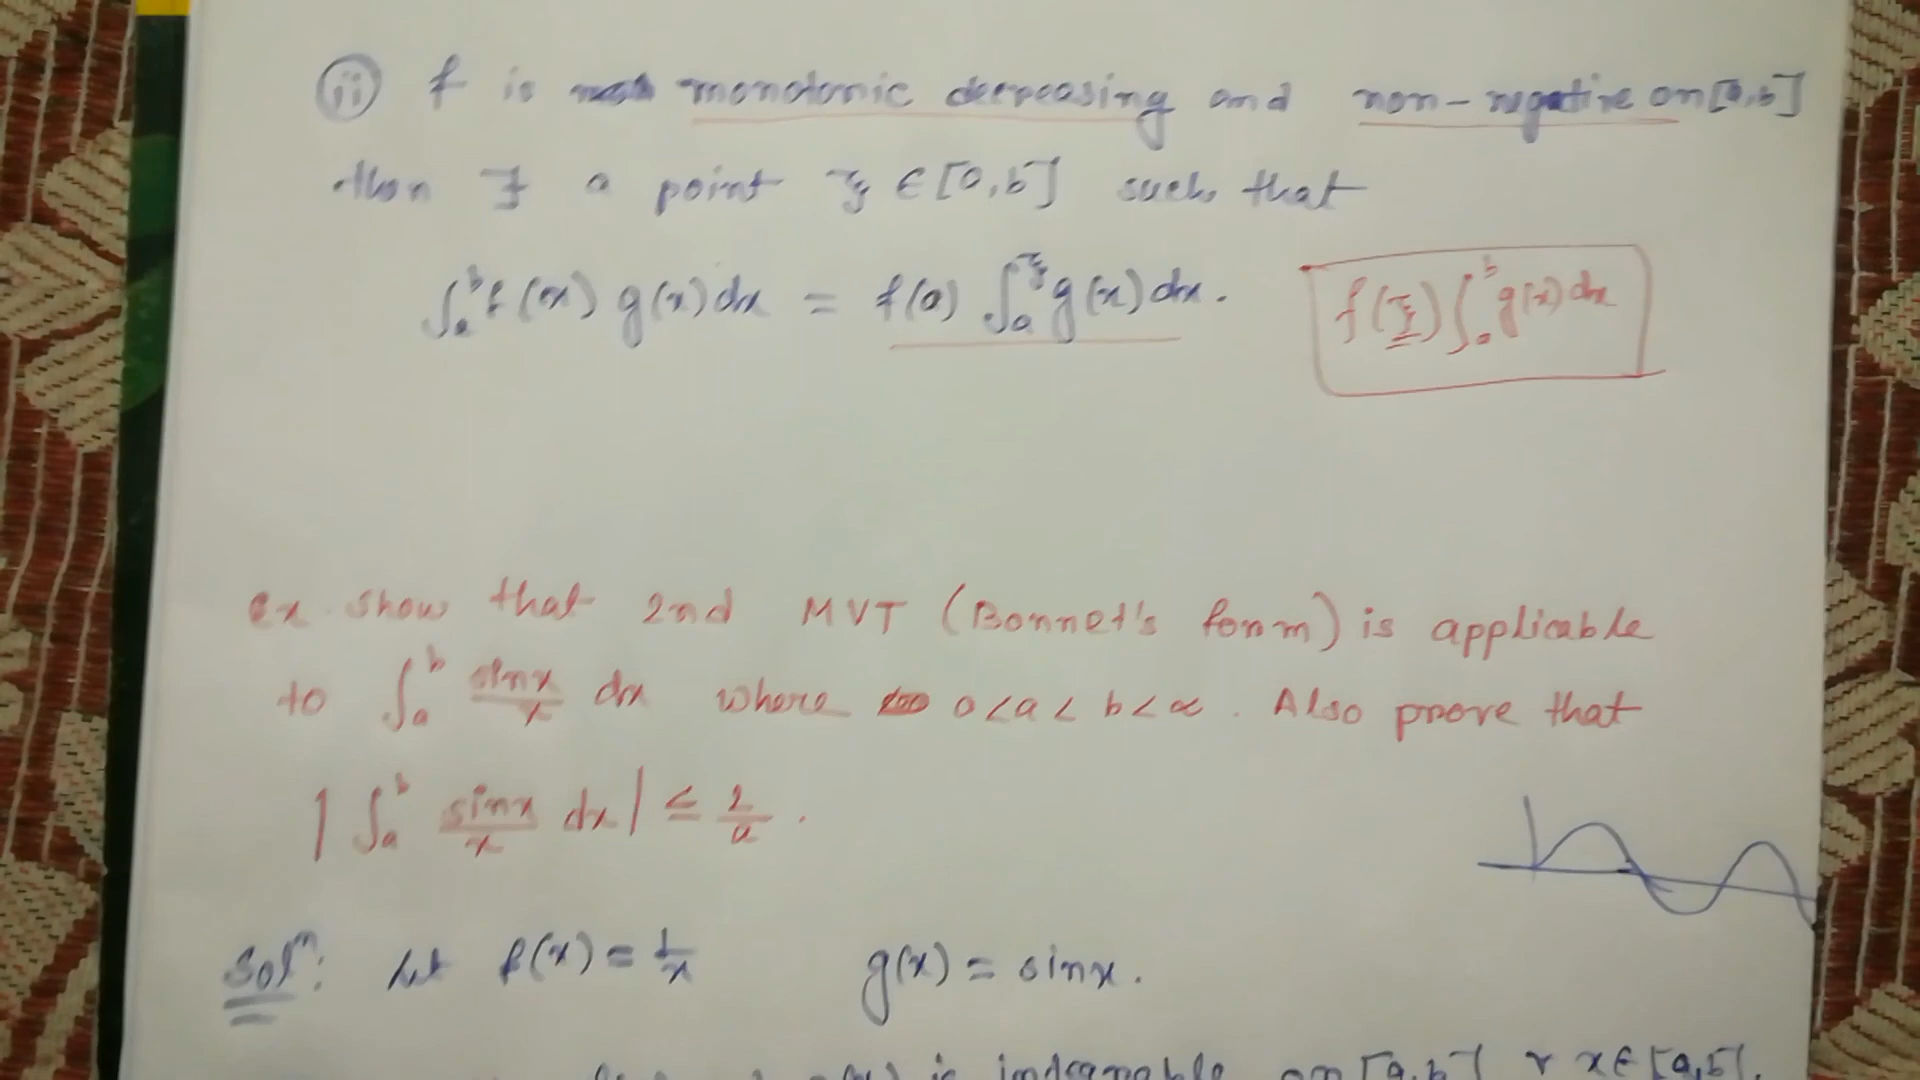 (ii) f is monotonic decreasing and non-negative on [a,b]
then ∃ a point ξ ∈ [a,b] such that
∫ₐᵇ f(x) g(x) dx = f(a) ∫ₐ^ξ g(x) dx. f(ξ) ∫ₐᵇ g(x) dx
ex. Show that 2nd MVT (Bonnet's form) is applicable
to ∫ₐᵇ sinx/x dx where 0<a<b<∞. Also prove that
|∫ₐᵇ sinx/x dx| ≤ 2/a.
Solⁿ: Let f(x) = 1/x g(x) = sinx.
is on [a,b] ∀ x∈[a,b].